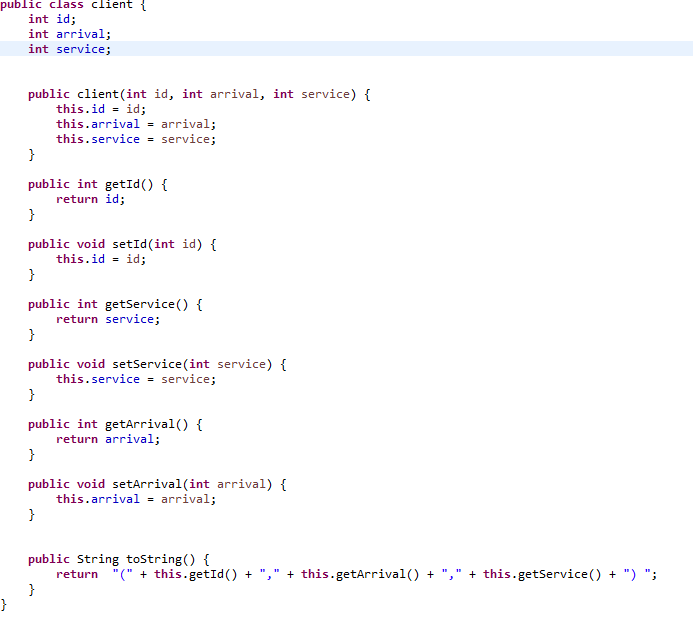 public class client {
    int id;
    int arrival;
    int service;
    public client(int id, int arrival, int service) {
        this.id = id;
        this.arrival = arrival;
        this.service = service;
    }
    public int getId() {
        return id;
    }
    public void setId(int id) {
        this.id = id;
    }
    public int getService() {
        return service;
    }
    public void setService(int service) {
        this.service = service;
    }
    public int getArrival() {
        return arrival;
    }
    public void setArrival(int arrival) {
        this.arrival = arrival;
    }
    public String toString() {
        return  "(" + this.getId() + "," + this.getArrival() + "," + this.getService() + ") ";
    }
}